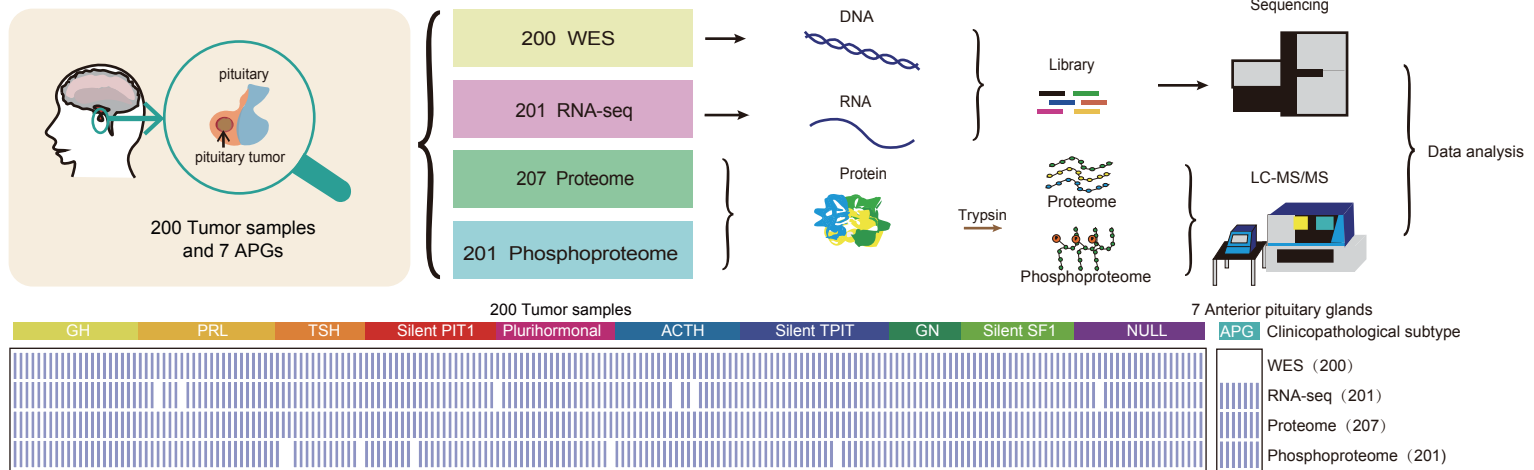 pituitary
pituitary tumor
200 Tumor samples
and 7 APGs
200 WES
201 RNA-seq
207 Proteome
201 Phosphoproteome
DNA
RNA
Protein
Trypsin
Library
Proteome
Phosphoproteome
Sequencing
LC-MS/MS
Data analysis
200 Tumor samples
7 Anterior pituitary glands
GH PRL TSH Silent PIT1 Plurihormonal ACTH Silent TPIT GN Silent SF1 NULL APG Clinicopathological subtype
WES（200）
RNA-seq（201）
Proteome（207）
Phosphoproteome（201)